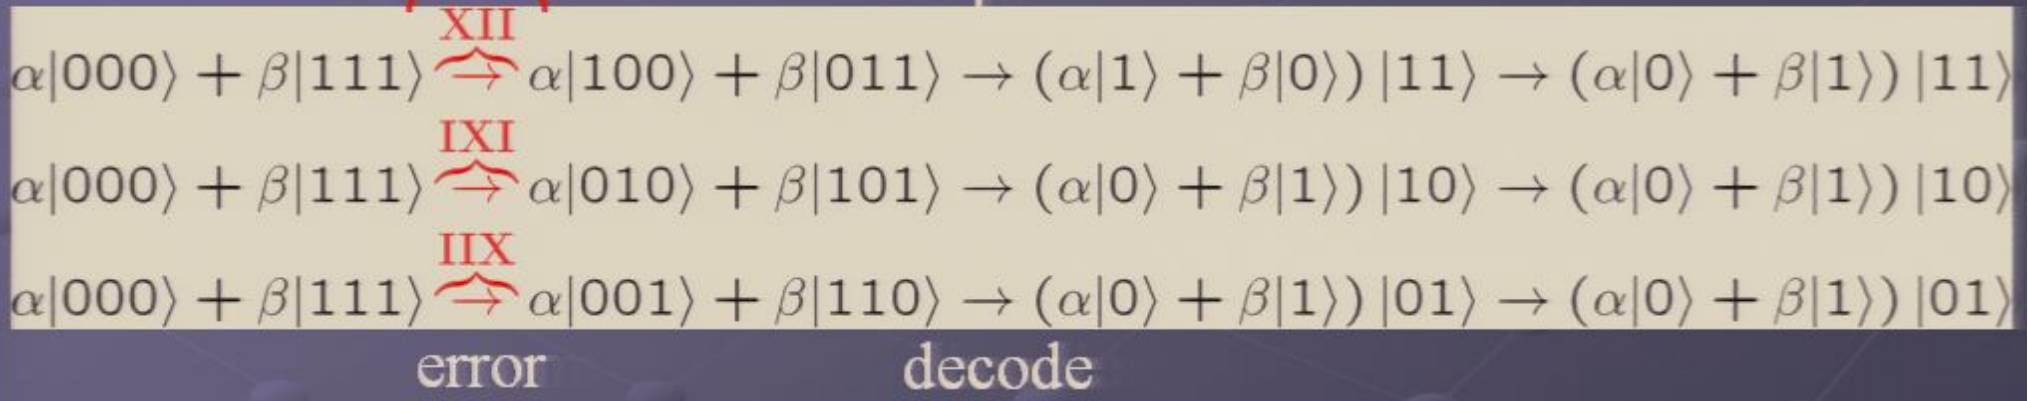 XII
α|000⟩ + β|111⟩ → α|100⟩ + β|011⟩ → (α|1⟩ + β|0⟩) |11⟩ → (α|0⟩ + β|1⟩) |11⟩
IXI
α|000⟩ + β|111⟩ → α|010⟩ + β|101⟩ → (α|0⟩ + β|1⟩) |10⟩ → (α|0⟩ + β|1⟩) |10⟩
IIX
α|000⟩ + β|111⟩ → α|001⟩ + β|110⟩ → (α|0⟩ + β|1⟩) |01⟩ → (α|0⟩ + β|1⟩) |01⟩
error decode